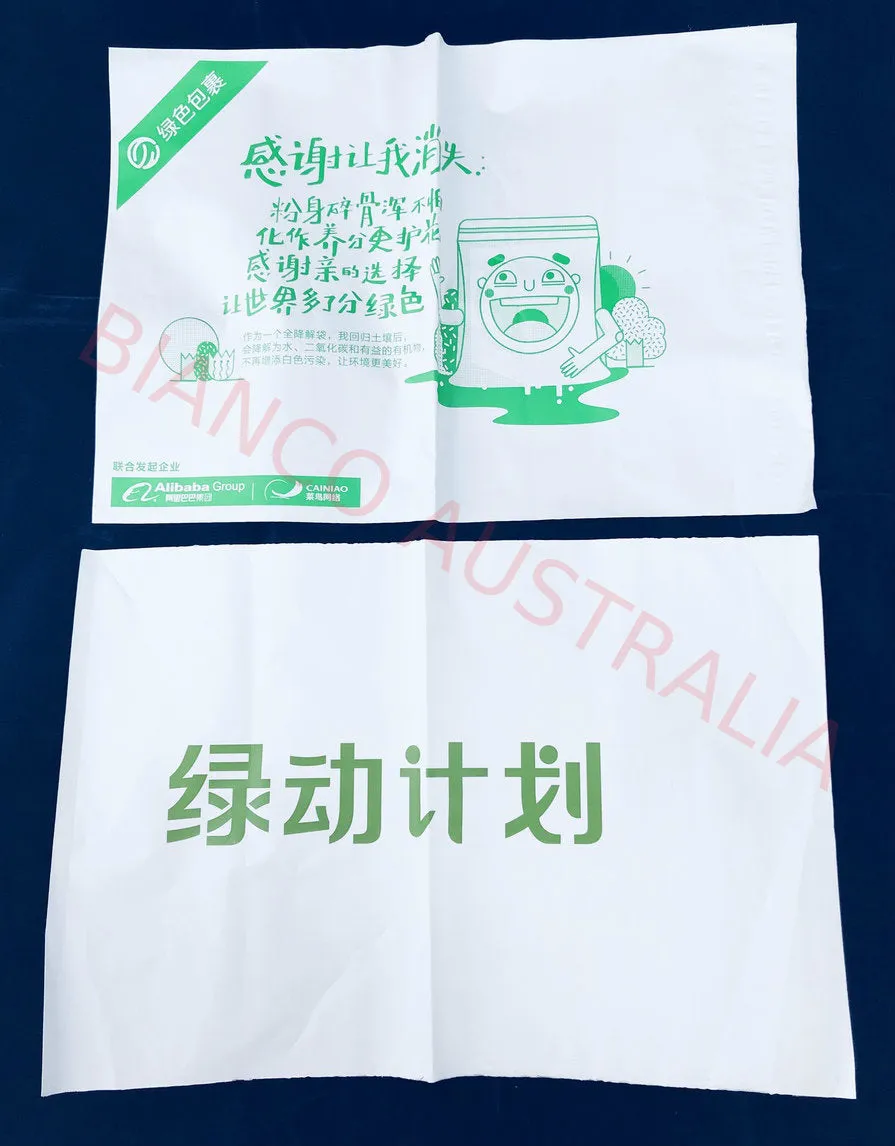 绿色包裹
感谢让我消失
粉身碎骨浑不怕
化作养分更护花
感谢亲的选择
让世界多了分绿色
作为一个全降解袋,我回归土壤后,
会降解为水、二氧化碳和有益的有机物,
不再增添白色污染,让环境更美好。
联合发起企业
Alibaba Group
阿里巴巴集团
CAINIAO
菜鸟网络
BIANCO AUSTRALIA
绿动计划